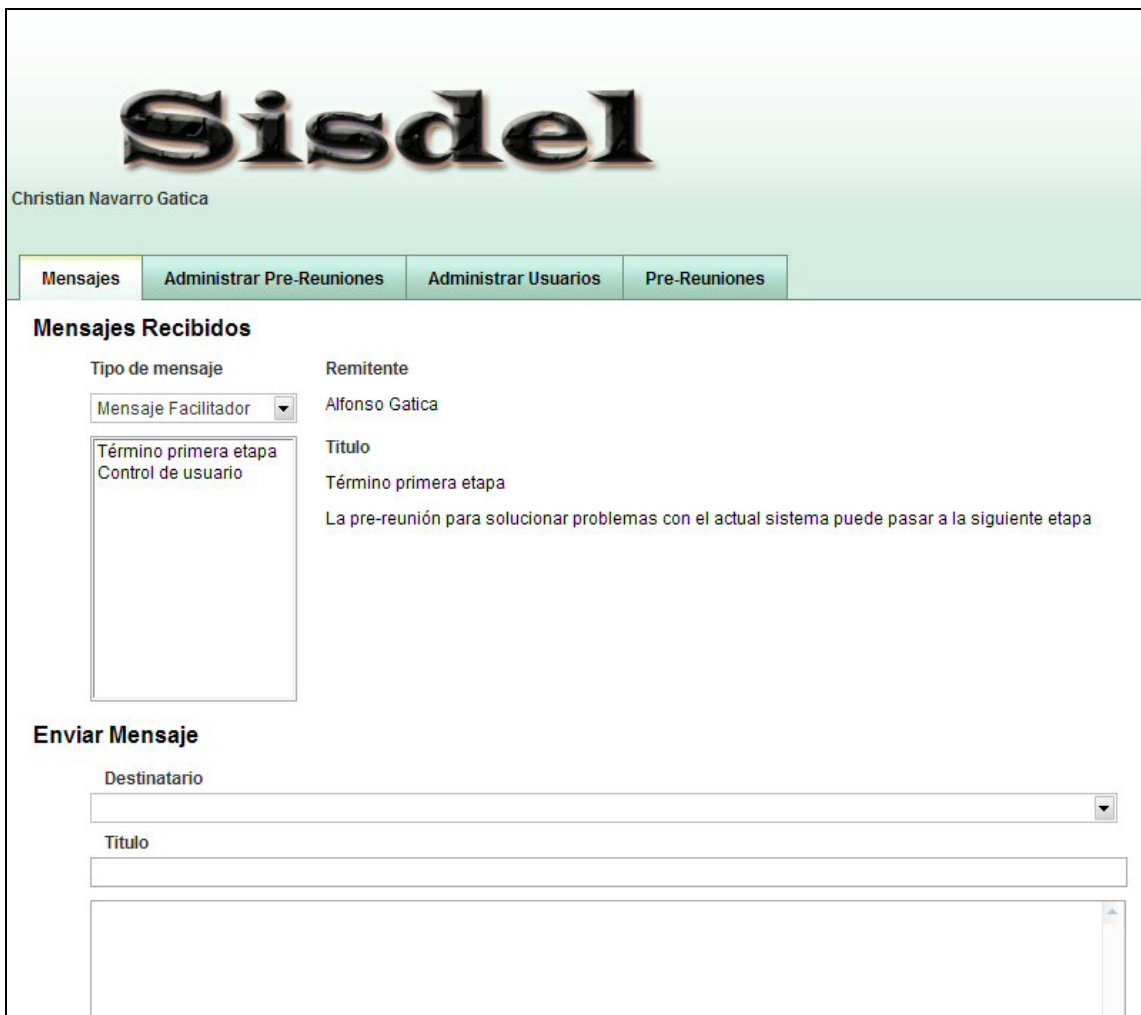 Sisdel
Christian Navarro Gatica
Mensajes
Administrar Pre-Reuniones
Administrar Usuarios
Pre-Reuniones
Mensajes Recibidos
Tipo de mensaje
Mensaje Facilitador
Término primera etapa
Control de usuario
Remitente
Alfonso Gatica
Titulo
Término primera etapa
La pre-reunión para solucionar problemas con el actual sistema puede pasar a la siguiente etapa
Enviar Mensaje
Destinatario
Titulo